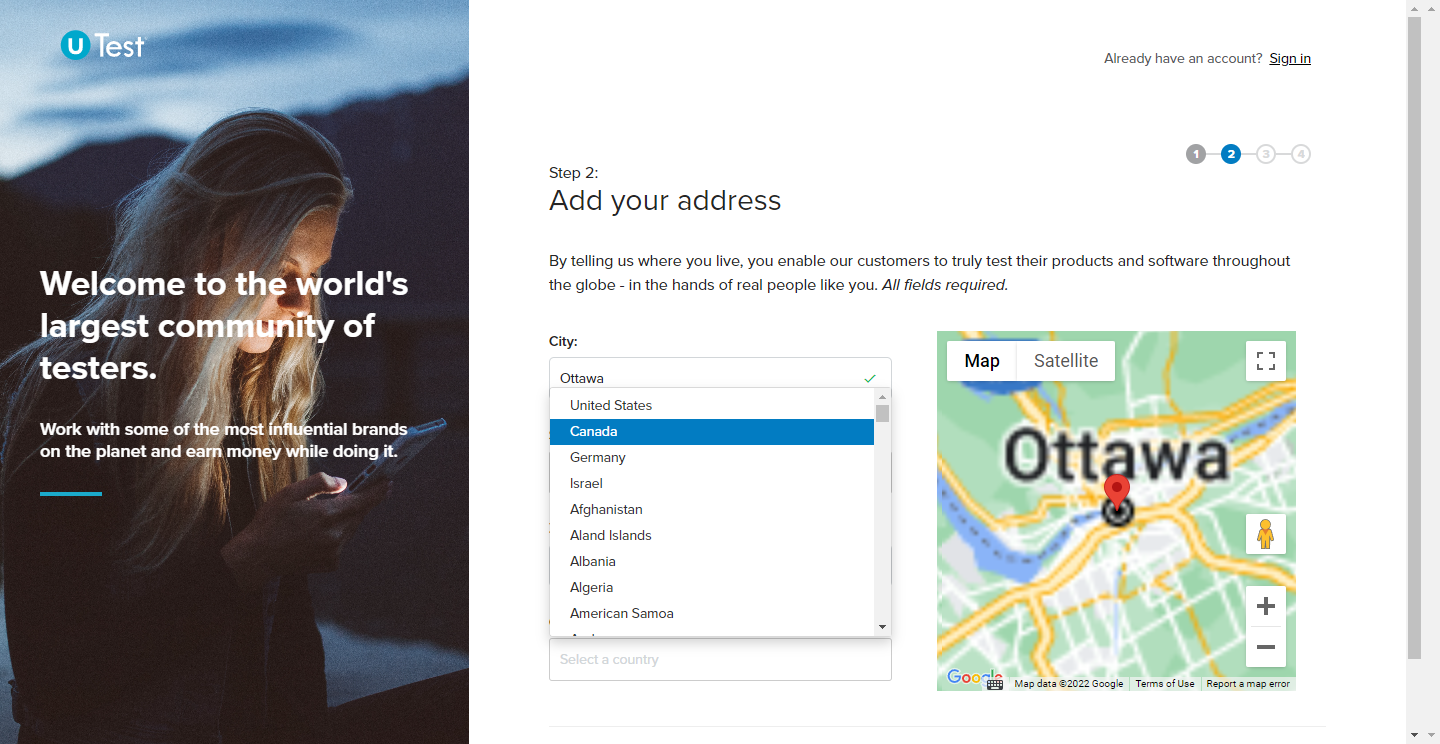 U Test
Already have an account? Sign in
1 2 3 4
Step 2:
Add your address
By telling us where you live, you enable our customers to truly test their products and software throughout
the globe - in the hands of real people like you. All fields required.
Welcome to the world's
largest community of
testers.
Work with some of the most influential brands
on the planet and earn money while doing it.
City:
Ottawa
United States
Canada
Germany
Israel
Afghanistan
Aland Islands
Albania
Algeria
American Samoa
Select a country
Map Satellite
Ottawa
Google
Map data ©2022 Google Terms of Use Report a map error